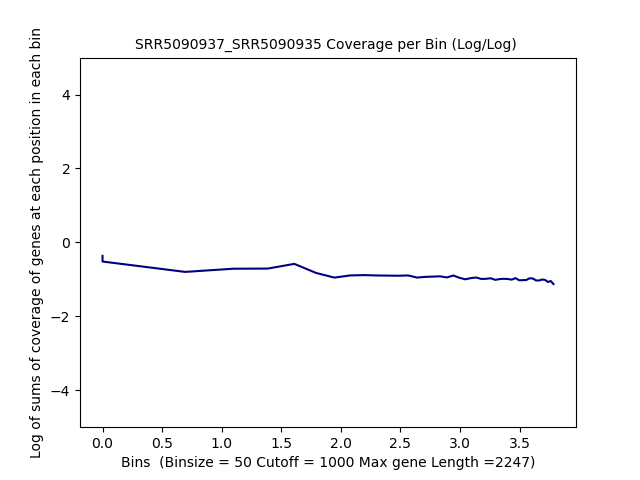 SRR5090937_SRR5090935 Coverage per Bin (Log/Log)
Log of sums of coverage of genes at each position in each bin
4
2
0
−2
−4
0.0 0.5 1.0 1.5 2.0 2.5 3.0 3.5
Bins  (Binsize = 50 Cutoff = 1000 Max gene Length =2247)